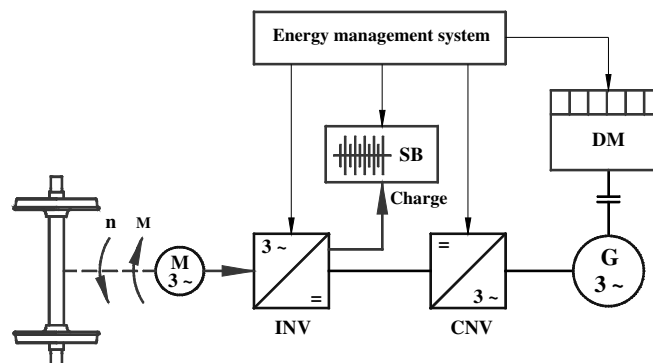 Energy management system
SB
DM
Charge
n
M
M
3 ~
3 ~
=
=
3 ~
G
3 ~
INV
CNV